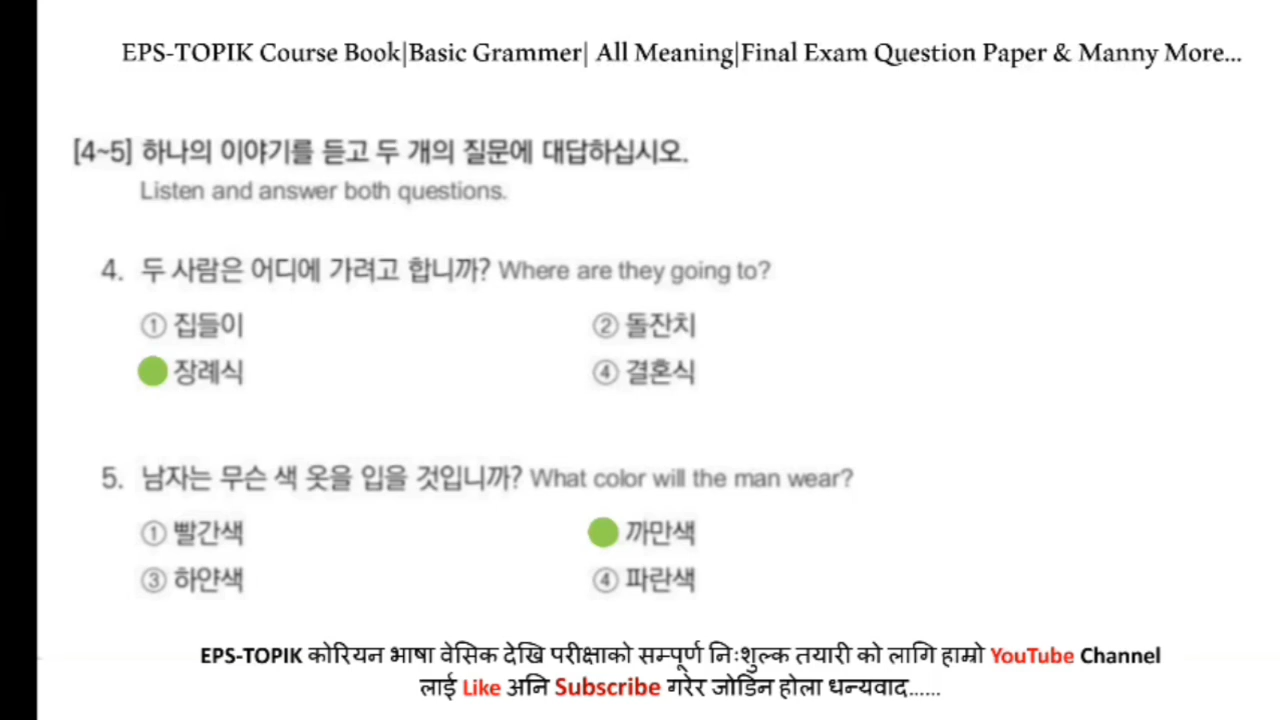 EPS-TOPIK Course Book|Basic Grammer| All Meaning|Final Exam Question Paper & Manny More...
[4~5] 하나의 이야기를 듣고 두 개의 질문에 대답하십시오.
Listen and answer both questions.
4. 두 사람은 어디에 가려고 합니까? Where are they going to?
① 집들이 ② 돌잔치
장례식 ④ 결혼식
5. 남자는 무슨 색 옷을 입을 것입니까? What color will the man wear?
① 빨간색 까만색
③ 하얀색 ④ 파란색
EPS-TOPIK कोरियन भाषा वेसिक देखि परीक्षाको सम्पूर्ण निःशुल्क तयारी को लागि हाम्रो YouTube Channel
लाई Like अनि Subscribe गरेर जोडिन होला धन्यवाद......